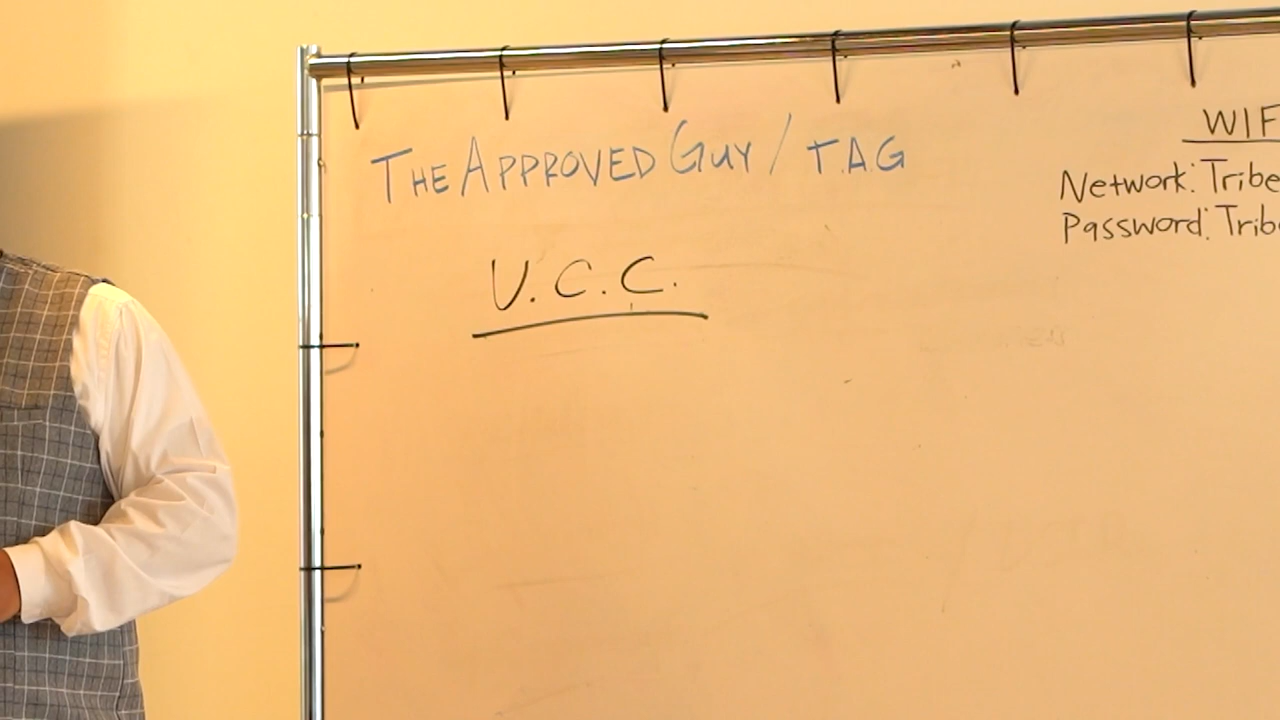 THE APPROVED GUY / T.A.G
U.C.C.
WIF
Network: Tribe
Password: Trib